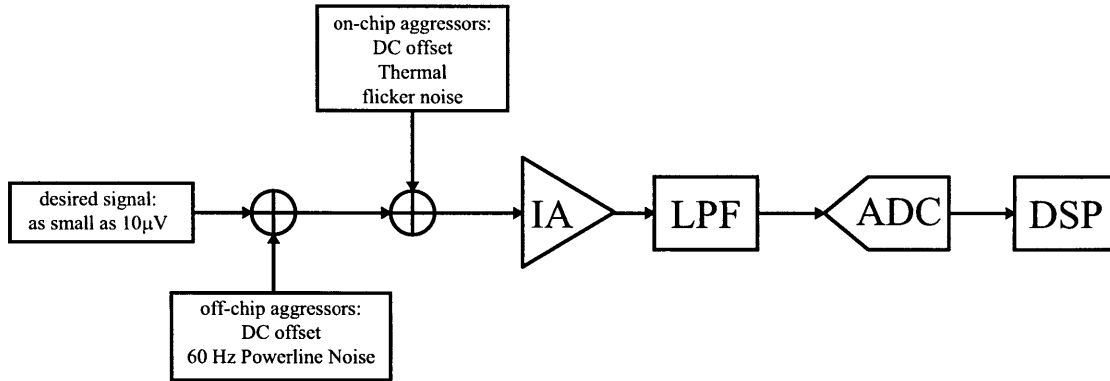 on-chip aggressors:
DC offset
Thermal
flicker noise
desired signal:
as small as 10μV
IA
LPF
ADC
DSP
off-chip aggressors:
DC offset
60 Hz Powerline Noise